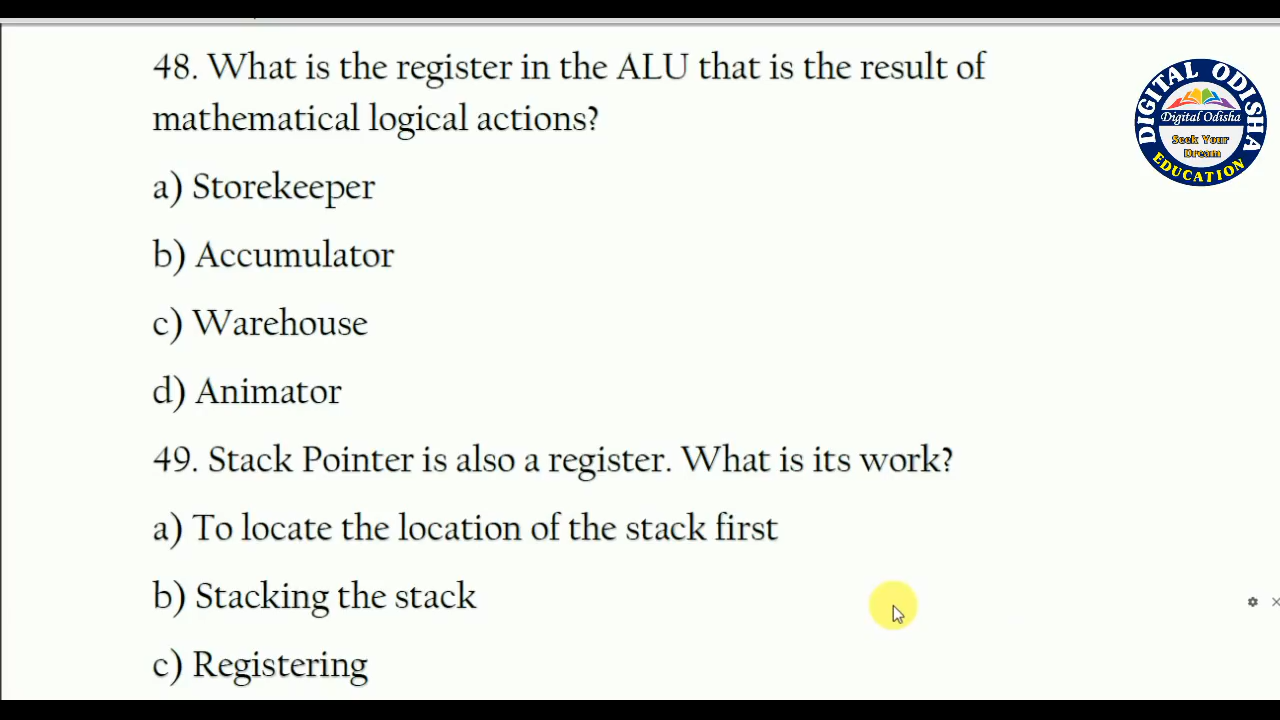 48. What is the register in the ALU that is the result of
mathematical logical actions?
a) Storekeeper
b) Accumulator
c) Warehouse
d) Animator
49. Stack Pointer is also a register. What is its work?
a) To locate the location of the stack first
b) Stacking the stack
c) Registering
DIGITAL ODISHA
Digital Odisha
Seek Your
Dream
EDUCATION